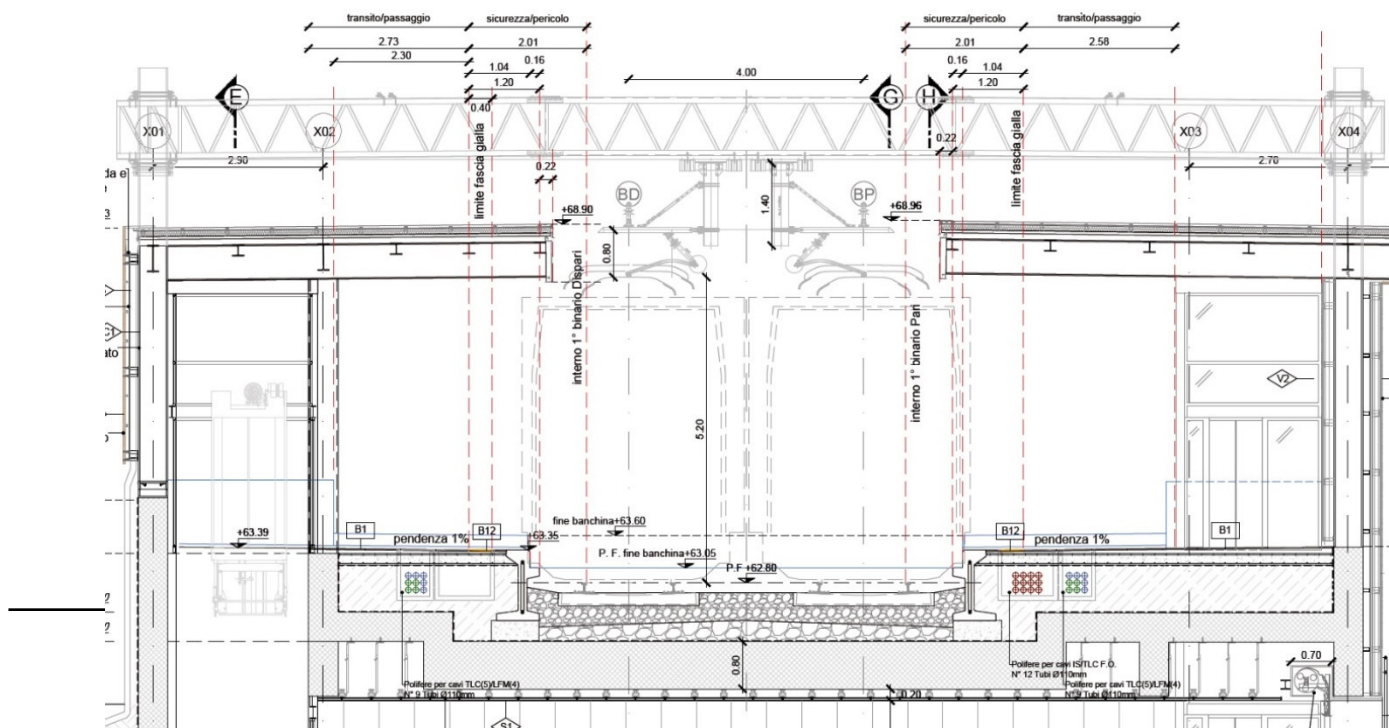 transito/passaggio
sicurezza/pericolo
sicurezza/pericolo
transito/passaggio
2.73
2.01
2.01
2.58
2.30
1.04
0.16
4.00
0.16
1.04
1.20
1.20
E
G
H
0.40
X01
X02
X03
X04
2.90
0.22
0.22
2.70
limite fascia gialla
limite fascia gialla
da e
BD
BP
1.40
+68.90
+68.96
0.80
interno 1° binario Dispari
interno 1° binario Pari
ato
V2
5.20
fine banchina+63.60
+63.39
B1
pendenza 1%
B12
+63.35
B12
pendenza 1%
B1
P. F. fine banchina+63.05
P.F +62.80
0.80
Polifere per cavi IS/TLC F.O.
N° 12 Tubi Ø110mm
0.70
Polifere per cavi TLC(5)/LFM(4)
N° 9 Tubi Ø110mm
Polifere per cavi TLC(5)/LFM(4)
N° 9 Tubi Ø110mm
0.20
H
S1